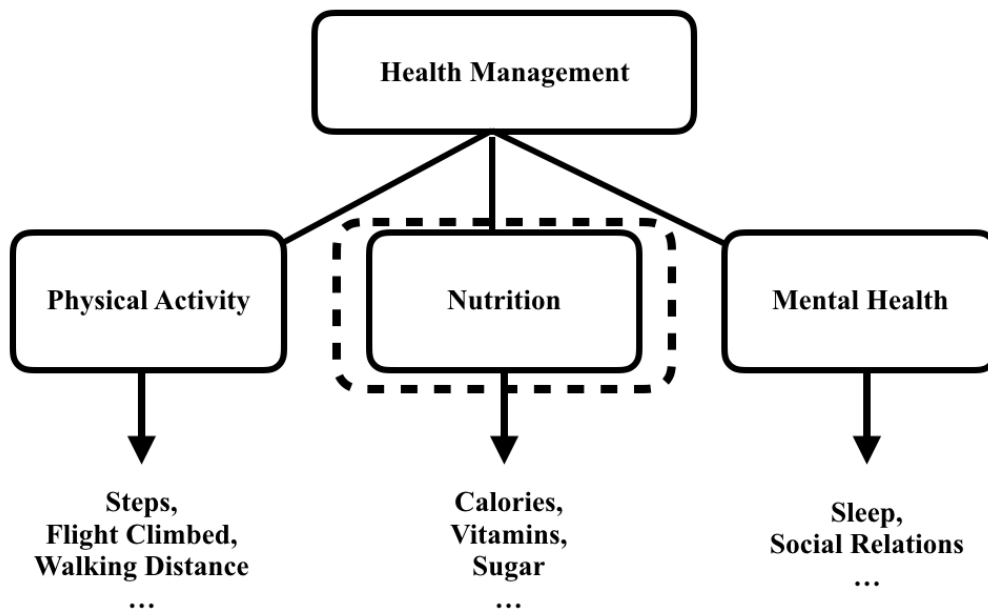 Health Management
Physical Activity
Nutrition
Mental Health
Steps,
Flight Climbed,
Walking Distance
...
Calories,
Vitamins,
Sugar
...
Sleep,
Social Relations
...